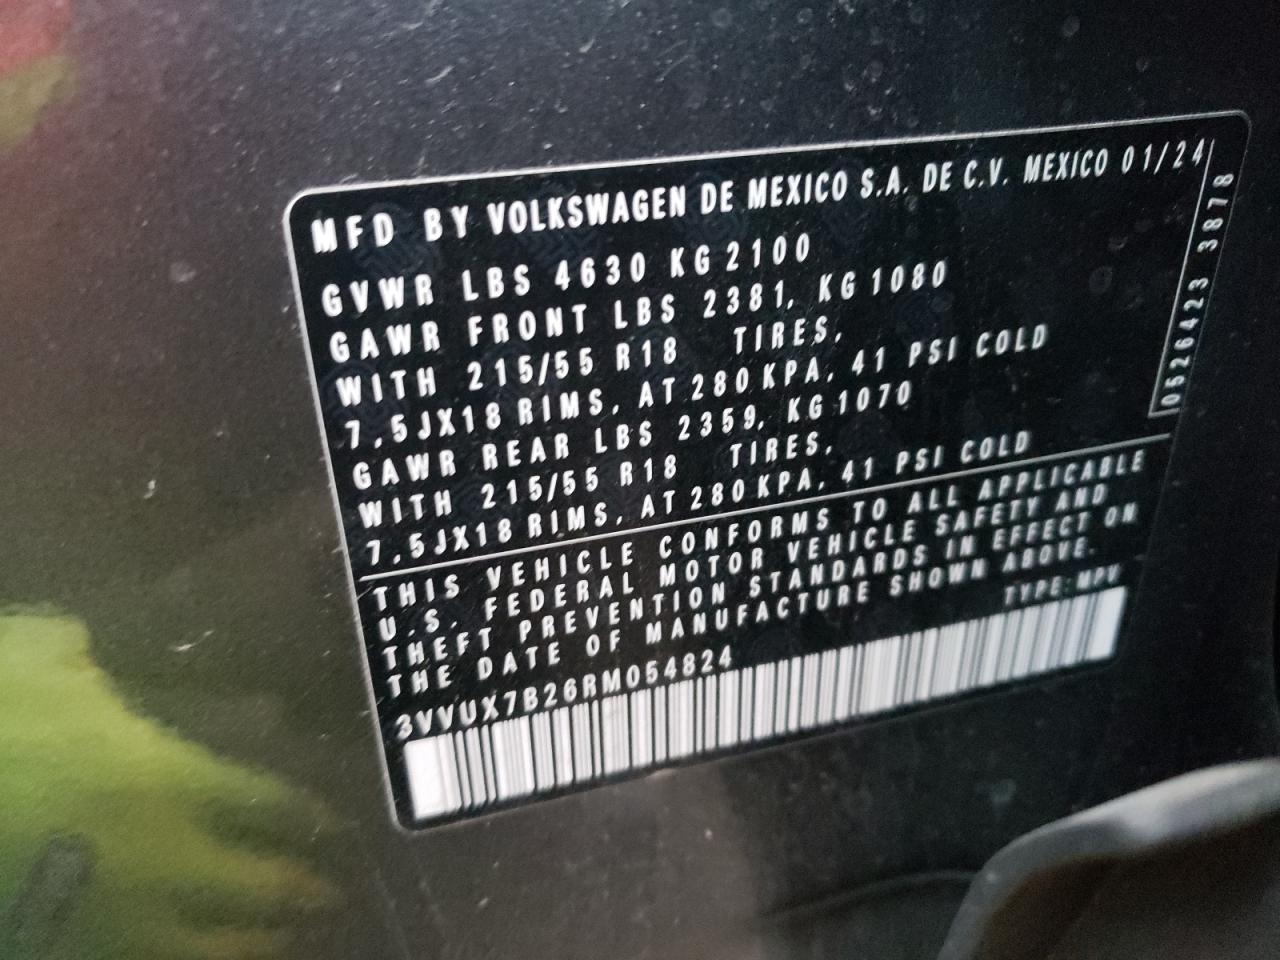 MFD BY VOLKSWAGEN DE MEXICO S.A. DE C.V. MEXICO 01/24
GVWR LBS 4630 KG 2100
GAWR FRONT LBS 2381, KG 1080
WITH 215/55 R18 TIRES,
7,5JX18 RIMS, AT 280 KPA, 41 PSI COLD
GAWR REAR LBS 2359, KG 1070
WITH 215/55 R18 TIRES,
7,5JX18 RIMS, AT 280 KPA, 41 PSI COLD
THIS VEHICLE CONFORMS TO ALL APPLICABLE
U.S. FEDERAL MOTOR VEHICLE SAFETY AND
THEFT PREVENTION STANDARDS IN EFFECT ON
THE DATE OF MANUFACTURE SHOWN ABOVE.
3VVUX7B26RM054824 TYPE:MPV
0526423 3878